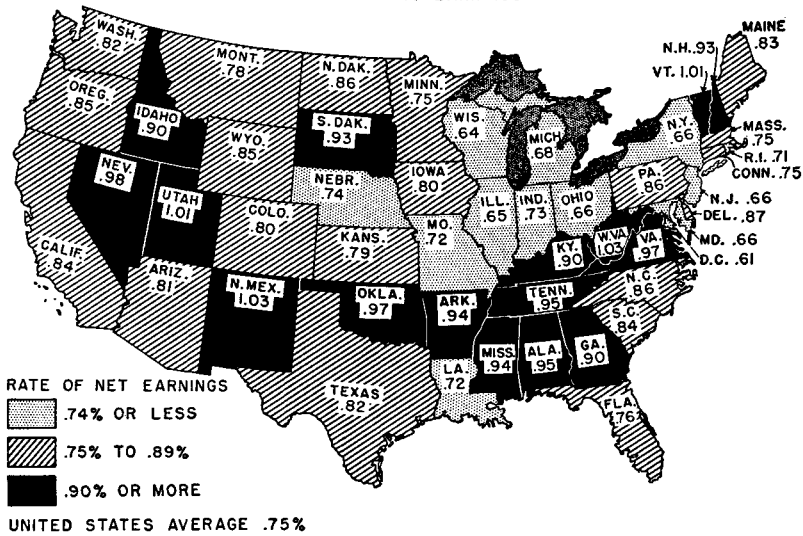 WASH.
.82
MONT.
.78
N.DAK.
.86
MINN.
.75
MAINE
.83
N.H..93
VT. 1.01
OREG.
.85
IDAHO
.90
WYO.
.85
S.DAK.
.93
WIS.
.64
MICH
.68
N.Y.
.66
MASS.
.75
R.I. .71
CONN. .75
NEV.
.98
UTAH
1.01
COLO.
.80
NEBR.
.74
IOWA
.80
ILL.
.65
IND.
.73
OHIO
.66
PA.
.86
N.J. .66
DEL. .87
MD. .66
D.C. .61
CALIF.
.84
ARIZ.
.81
N.MEX.
1.03
KANS.
.79
MO.
.72
KY.
.90
W.VA.
1.03
VA.
.97
N.C.
.86
OKLA.
.97
ARK.
.94
TENN.
.95
S.C.
.84
TEXAS
.82
LA.
.72
MISS.
.94
ALA.
.95
GA.
.90
FLA.
.76
RATE OF NET EARNINGS
.74% OR LESS
.75% TO .89%
.90% OR MORE
UNITED STATES AVERAGE .75%